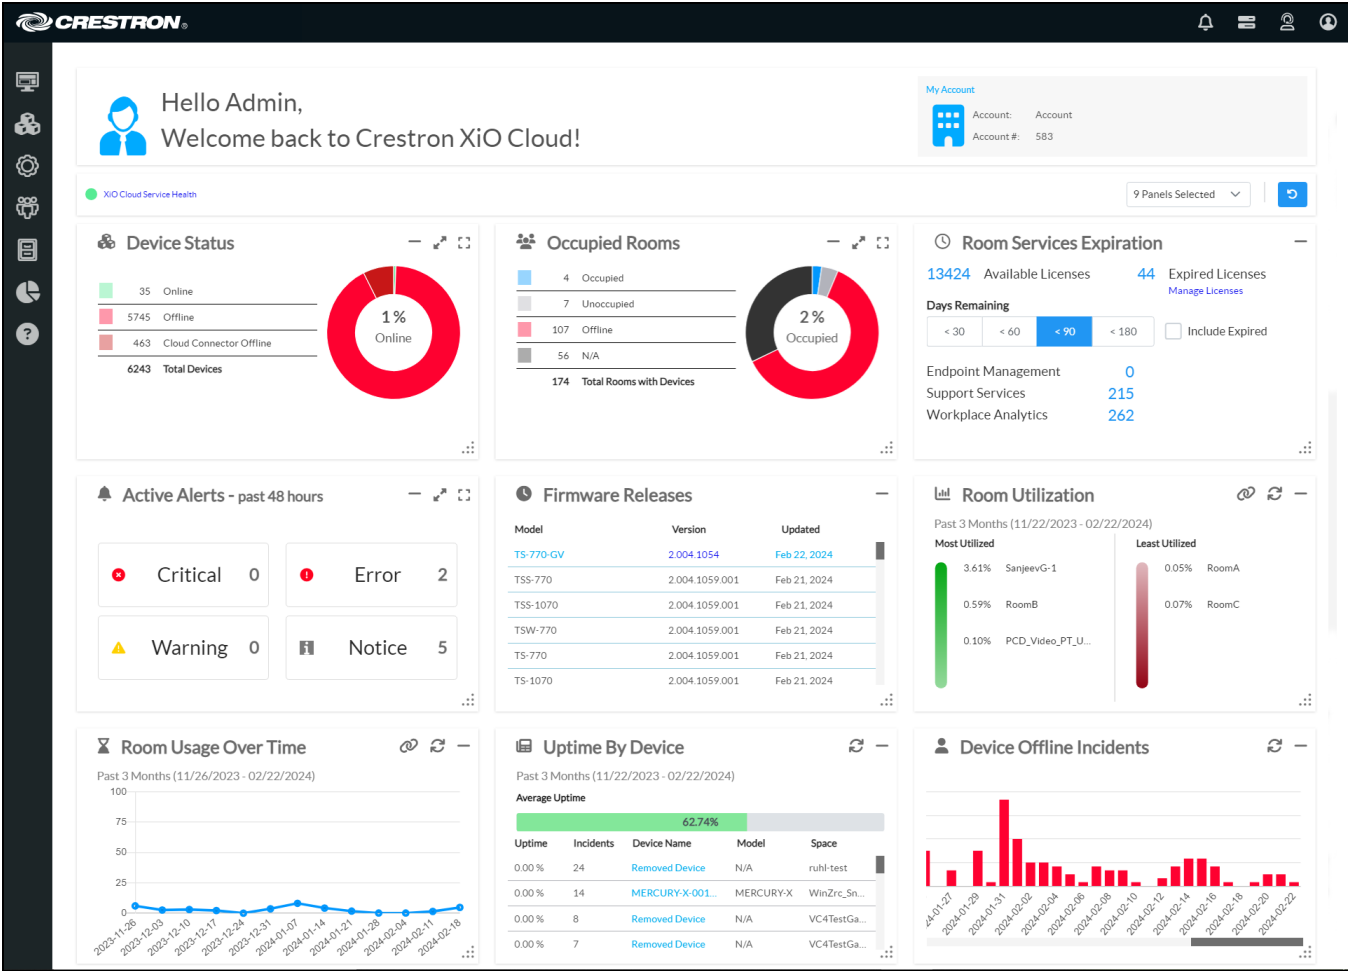 CRESTRON®
Hello Admin,
Welcome back to Crestron XiO Cloud!
My Account
Account: Account
Account #: 583
XiO Cloud Service Health
9 Panels Selected
Device Status
35 Online
5745 Offline
463 Cloud Connector Offline
6243 Total Devices
1 %
Online
Occupied Rooms
4 Occupied
7 Unoccupied
107 Offline
56 N/A
174 Total Rooms with Devices
2 %
Occupied
Room Services Expiration
13424 Available Licenses 44 Expired Licenses
Manage Licenses
Days Remaining
< 30 < 60 < 90 < 180 Include Expired
Endpoint Management 0
Support Services 215
Workplace Analytics 262
Active Alerts - past 48 hours
Critical 0 Error 2
Warning 0 Notice 5
Firmware Releases
Model Version Updated
TS-770-GV 2.004.1054 Feb 22, 2024
TSS-770 2.004.1059.001 Feb 21, 2024
TSS-1070 2.004.1059.001 Feb 21, 2024
TSW-770 2.004.1059.001 Feb 21, 2024
TS-770 2.004.1059.001 Feb 21, 2024
TS-1070 2.004.1059.001 Feb 21, 2024
Room Utilization
Past 3 Months (11/22/2023 - 02/22/2024)
Most Utilized Least Utilized
3.61% SanjeevG-1 0.05% RoomA
0.59% RoomB 0.07% RoomC
0.10% PCD_Video_PT_U...
Room Usage Over Time
Past 3 Months (11/26/2023 - 02/22/2024)
100
75
50
25
0
2023-11-26 2023-12-03 2023-12-10 2023-12-17 2023-12-24 2023-12-31 2024-01-07 2024-01-14 2024-01-21 2024-01-28 2024-02-04 2024-02-11 2024-02-18
Uptime By Device
Past 3 Months (11/22/2023 - 02/22/2024)
Average Uptime
62.74%
Uptime Incidents Device Name Model Space
0.00 % 24 Removed Device N/A ruhl-test
0.00 % 14 MERCURY-X-001... MERCURY-X WinZrc_Sn...
0.00 % 8 Removed Device N/A VC4TestGa...
0.00 % 7 Removed Device N/A VC4TestGa...
Device Offline Incidents
2024-01-27 2024-01-29 2024-01-31 2024-02-02 2024-02-04 2024-02-06 2024-02-08 2024-02-10 2024-02-12 2024-02-14 2024-02-16 2024-02-18 2024-02-20 2024-02-22